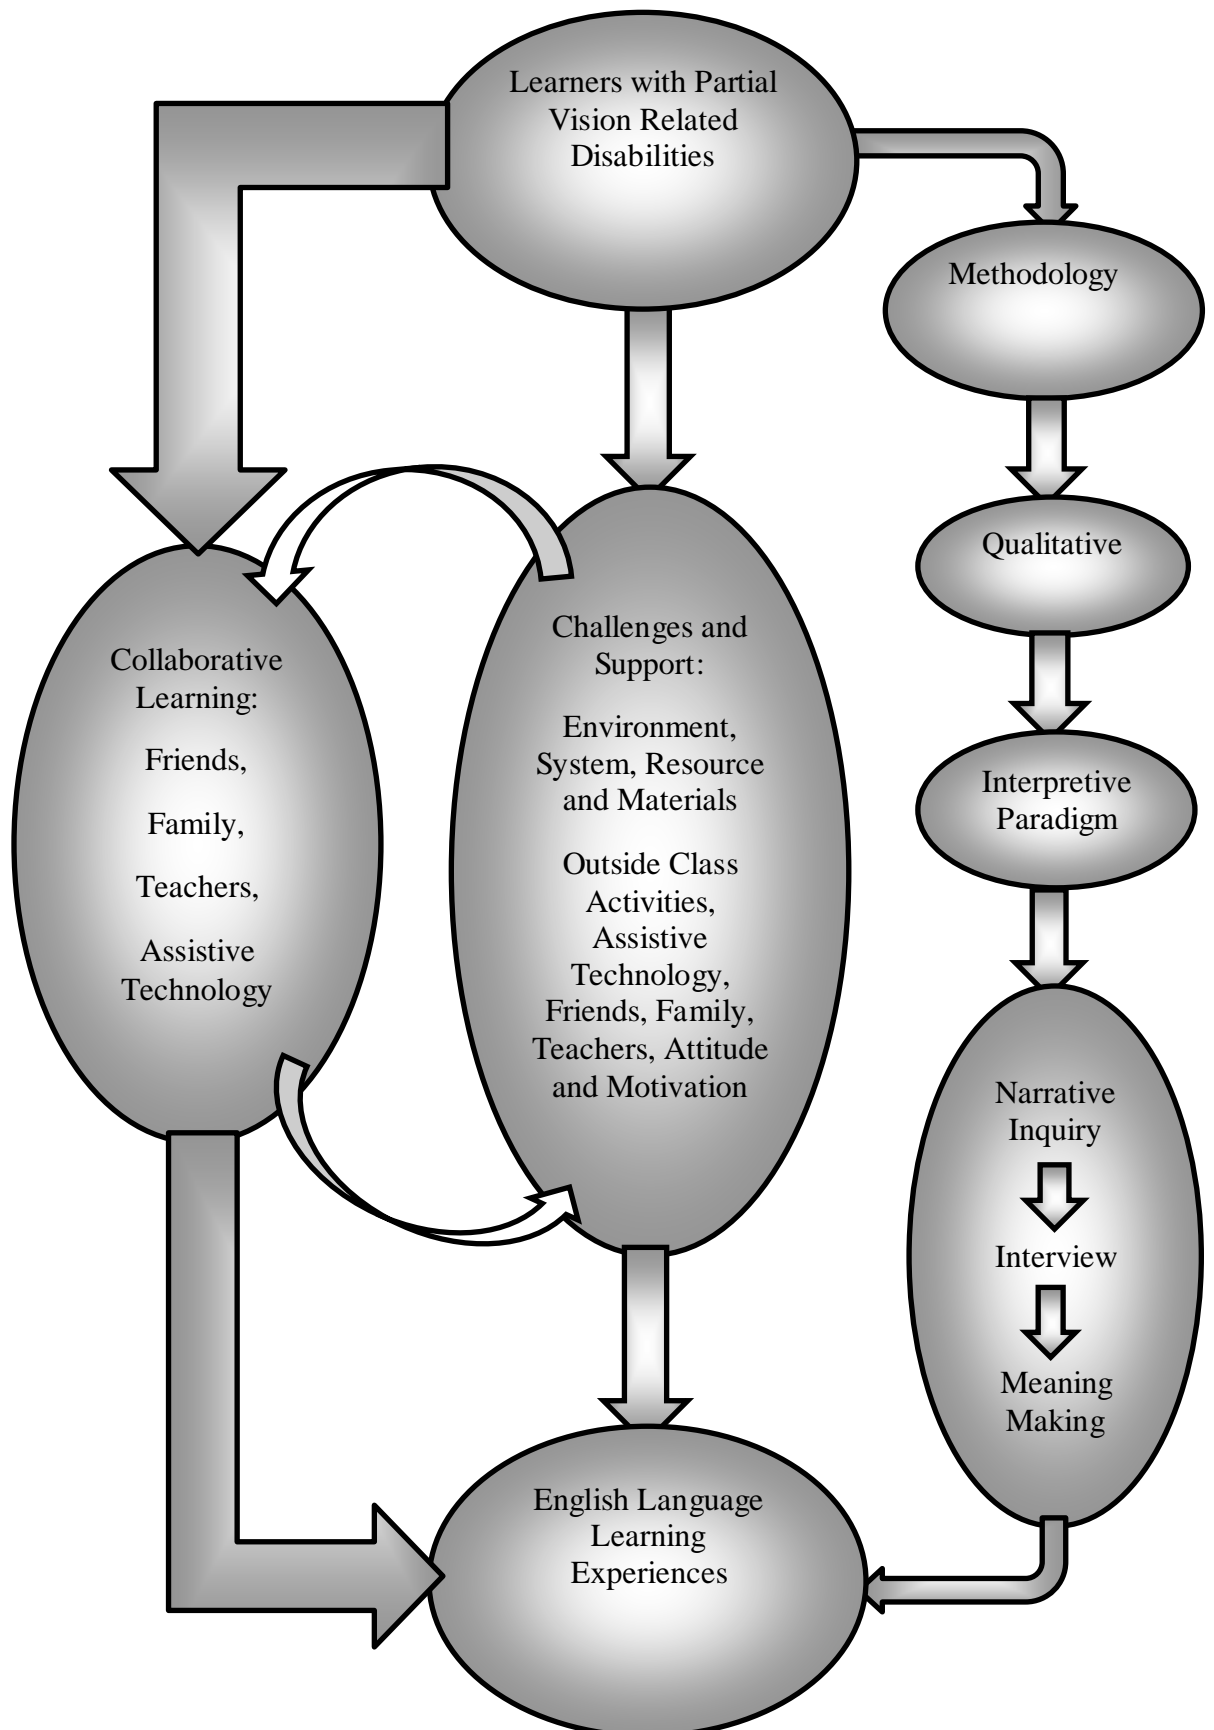 Learners with Partial
Vision Related
Disabilities
Methodology
Qualitative
Interpretive
Paradigm
Narrative
Inquiry
Interview
Meaning
Making
Collaborative
Learning:
Friends,
Family,
Teachers,
Assistive
Technology
Challenges and
Support:
Environment,
System, Resource
and Materials
Outside Class
Activities,
Assistive
Technology,
Friends, Family,
Teachers, Attitude
and Motivation
English Language
Learning
Experiences